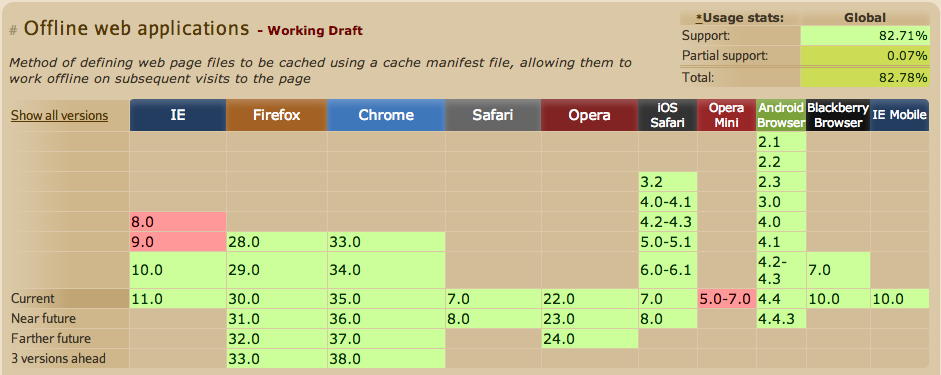 # Offline web applications - Working Draft
*Usage stats: Global
Support: 82.71%
Partial support: 0.07%
Total: 82.78%
Method of defining web page files to be cached using a cache manifest file, allowing them to
work offline on subsequent visits to the page
Show all versions IE Firefox Chrome Safari Opera iOS Safari Opera Mini Android Browser Blackberry Browser IE Mobile
2.1
2.2
3.2 2.3
4.0-4.1 3.0
8.0 4.2-4.3 4.0
9.0 28.0 33.0 5.0-5.1 4.1
10.0 29.0 34.0 6.0-6.1 4.2-4.3 7.0
Current 11.0 30.0 35.0 7.0 22.0 7.0 5.0-7.0 4.4 10.0 10.0
Near future 31.0 36.0 8.0 23.0 8.0 4.4.3
Farther future 32.0 37.0 24.0
3 versions ahead 33.0 38.0